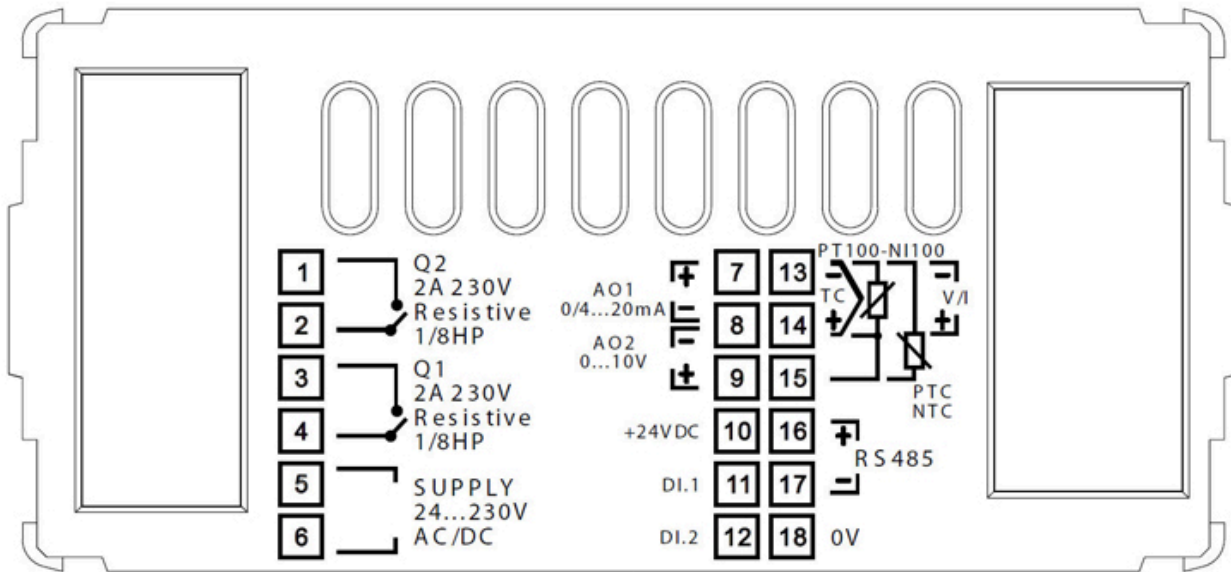 1
Q2
2A 230V
2
Resistive
1/8HP
3
Q1
2A 230V
4
Resistive
1/8HP
5
SUPPLY
24...230V
6
AC/DC
AO1
0/4...20mA
AO2
0...10V
+24VDC
DI.1
DI.2
+
-
-
+
7 13
8 14
9 15
10 16
11 17
12 18
PT100-NI100
-
TC
+
-
V/I
+
PTC
NTC
+
RS485
-
0V